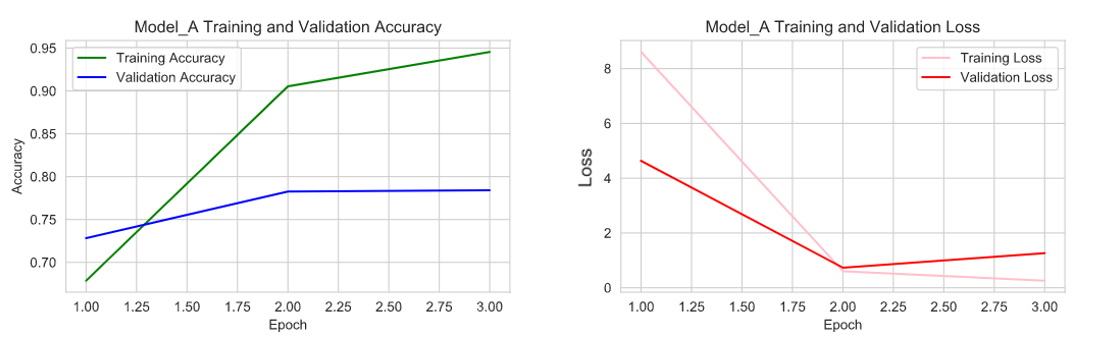 Model_A Training and Validation Accuracy
Training Accuracy
Validation Accuracy
0.95
0.90
0.85
0.80
0.75
0.70
Accuracy
1.00 1.25 1.50 1.75 2.00 2.25 2.50 2.75 3.00
Epoch
Model_A Training and Validation Loss
Training Loss
Validation Loss
8
6
4
2
0
Loss
1.00 1.25 1.50 1.75 2.00 2.25 2.50 2.75 3.00
Epoch